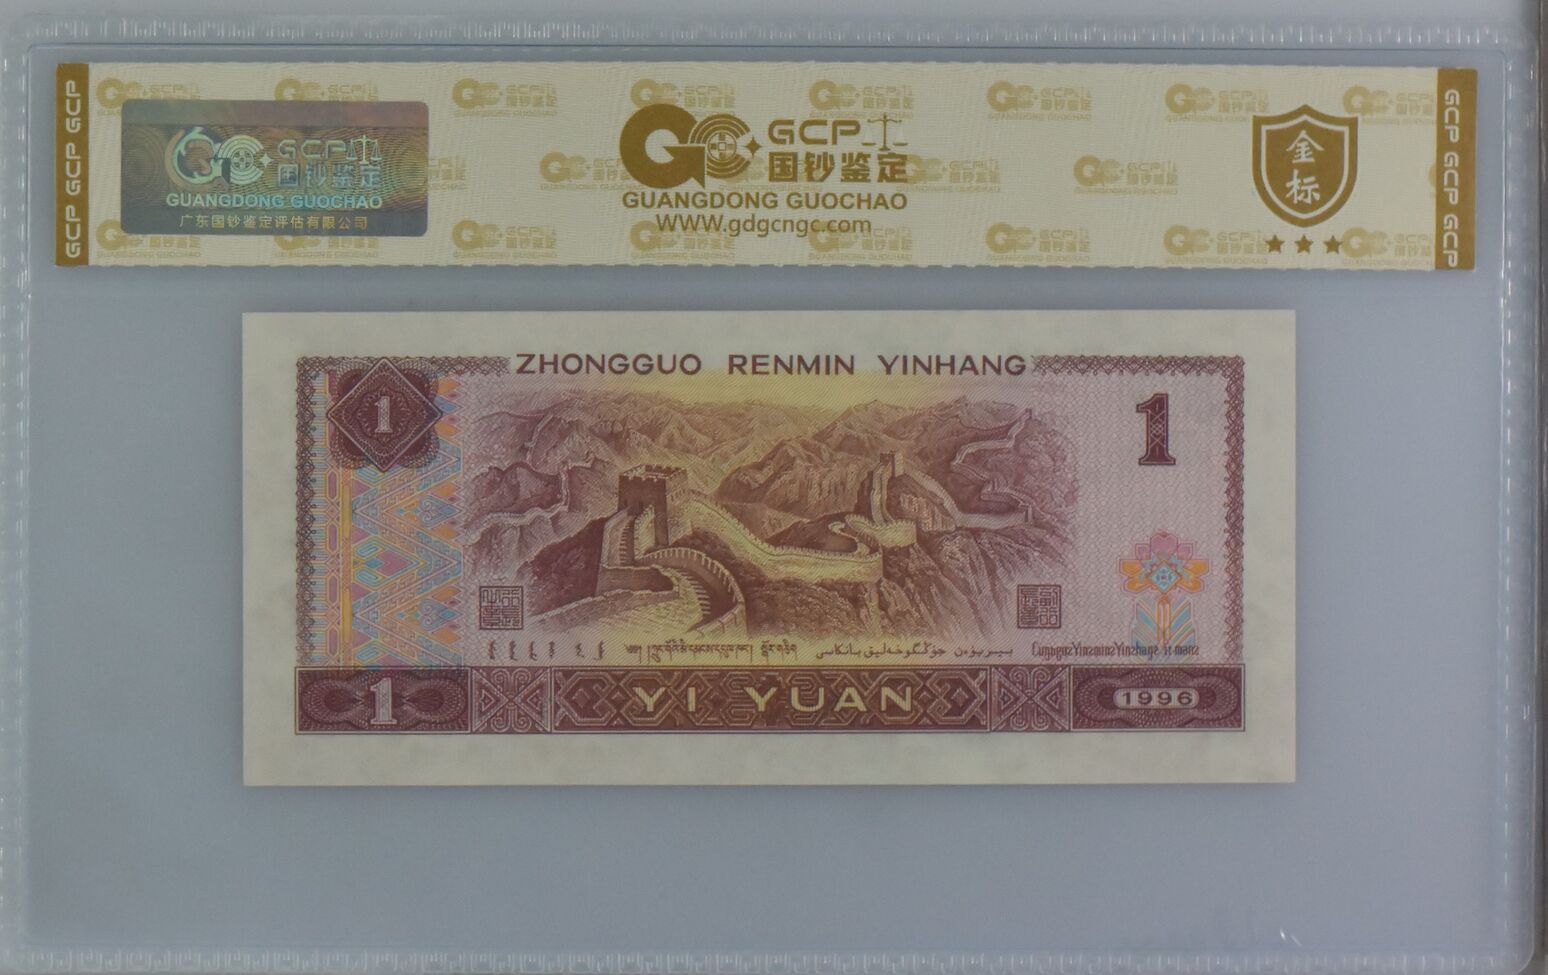 GCP GCP GCP
GCP
国钞鉴定
GUANGDONG GUOCHAO
广东国钞鉴定评估有限公司
GCP
国钞鉴定
GUANGDONG GUOCHAO
WWW.gdgcngc.com
金标
GCP GCP GCP
ZHONGGUO RENMIN YINHANG
1
1
1
YI YUAN
1996